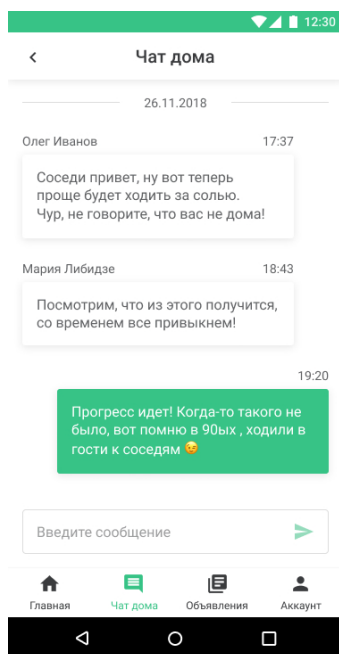 12:30
Чат дома
26.11.2018
Олег Иванов 17:37
Соседи привет, ну вот теперь
проще будет ходить за солью.
Чур, не говорите, что вас не дома!
Мария Либидзе 18:43
Посмотрим, что из этого получится,
со временем все привыкнем!
19:20
Прогресс идет! Когда-то такого не
было, вот помню в 90ых , ходили в
гости к соседям 😉
Введите сообщение
Главная Чат дома Объявления Аккаунт